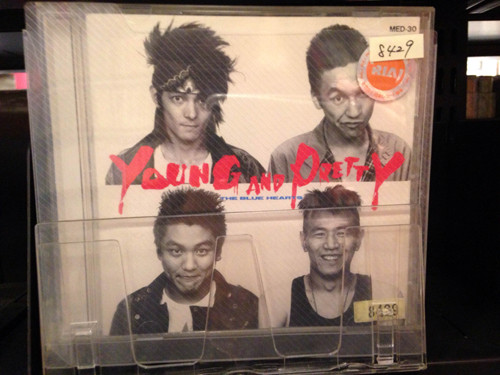 MED-30
8429
YOUNG AND PRETTY
THE BLUE HEARTS
8429